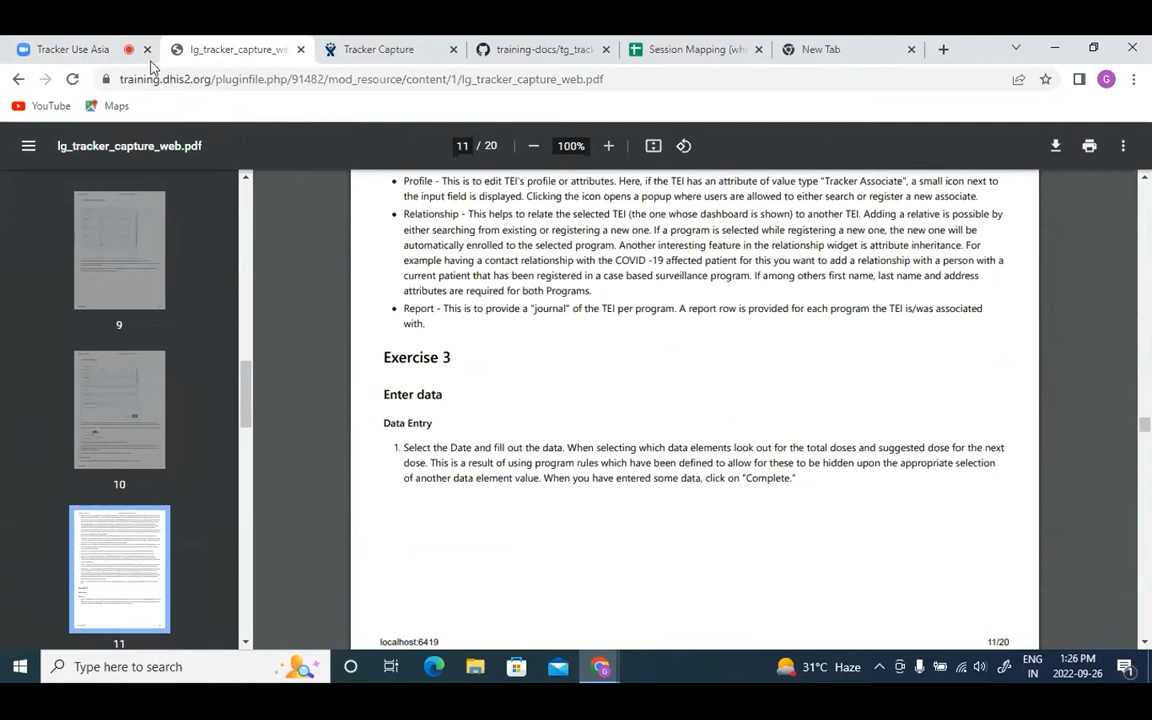 Tracker Use Asia
lg_tracker_capture_we
Tracker Capture
training-docs/tg_track
Session Mapping (whe
New Tab
training.dhis2.org/pluginfile.php/91482/mod_resource/content/1/lg_tracker_capture_web.pdf
G
YouTube
Maps
lg_tracker_capture_web.pdf
11 / 20
100%
9
10
11
• Profile - This is to edit TEI's profile or attributes. Here, if the TEI has an attribute of value type "Tracker Associate", a small icon next to
the input field is displayed. Clicking the icon opens a popup where users are allowed to either search or register a new associate.
• Relationship - This helps to relate the selected TEI (the one whose dashboard is shown) to another TEI. Adding a relative is possible by
either searching from existing or registering a new one. If a program is selected while registering a new one, the new one will be
automatically enrolled to the selected program. Another interesting feature in the relationship widget is attribute inheritance. For
example having a contact relationship with the COVID -19 affected patient for this you want to add a relationship with a person with a
current patient that has been registered in a case based surveillance program. If among others first name, last name and address
attributes are required for both Programs.
• Report - This is to provide a "journal" of the TEI per program. A report row is provided for each program the TEI is/was associated
with.
Exercise 3
Enter data
Data Entry
1. Select the Date and fill out the data. When selecting which data elements look out for the total doses and suggested dose for the next
dose. This is a result of using program rules which have been defined to allow for these to be hidden upon the appropriate selection
of another data element value. When you have entered some data, click on "Complete."
localhost:6419
11/20
Type here to search
31°C Haze
ENG
IN
1:26 PM
2022-09-26
1